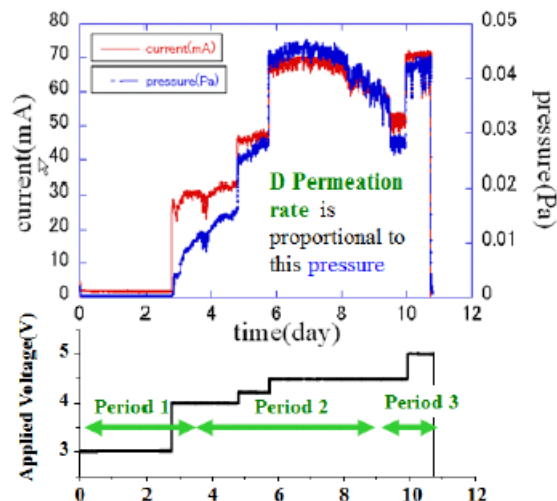 80
70
60
50
40
30
20
10
0
current(mA)
current(mA)
pressure(Pa)
0.05
0.04
0.03
0.02
0.01
0
pressure(Pa)
D Permeation
rate is
proportional to
this pressure
0 2 4 6 8 10 12
time(day)
Applied Voltage(V)
5
4
3
Period 1
Period 2
Period 3
0 2 4 6 8 10 12